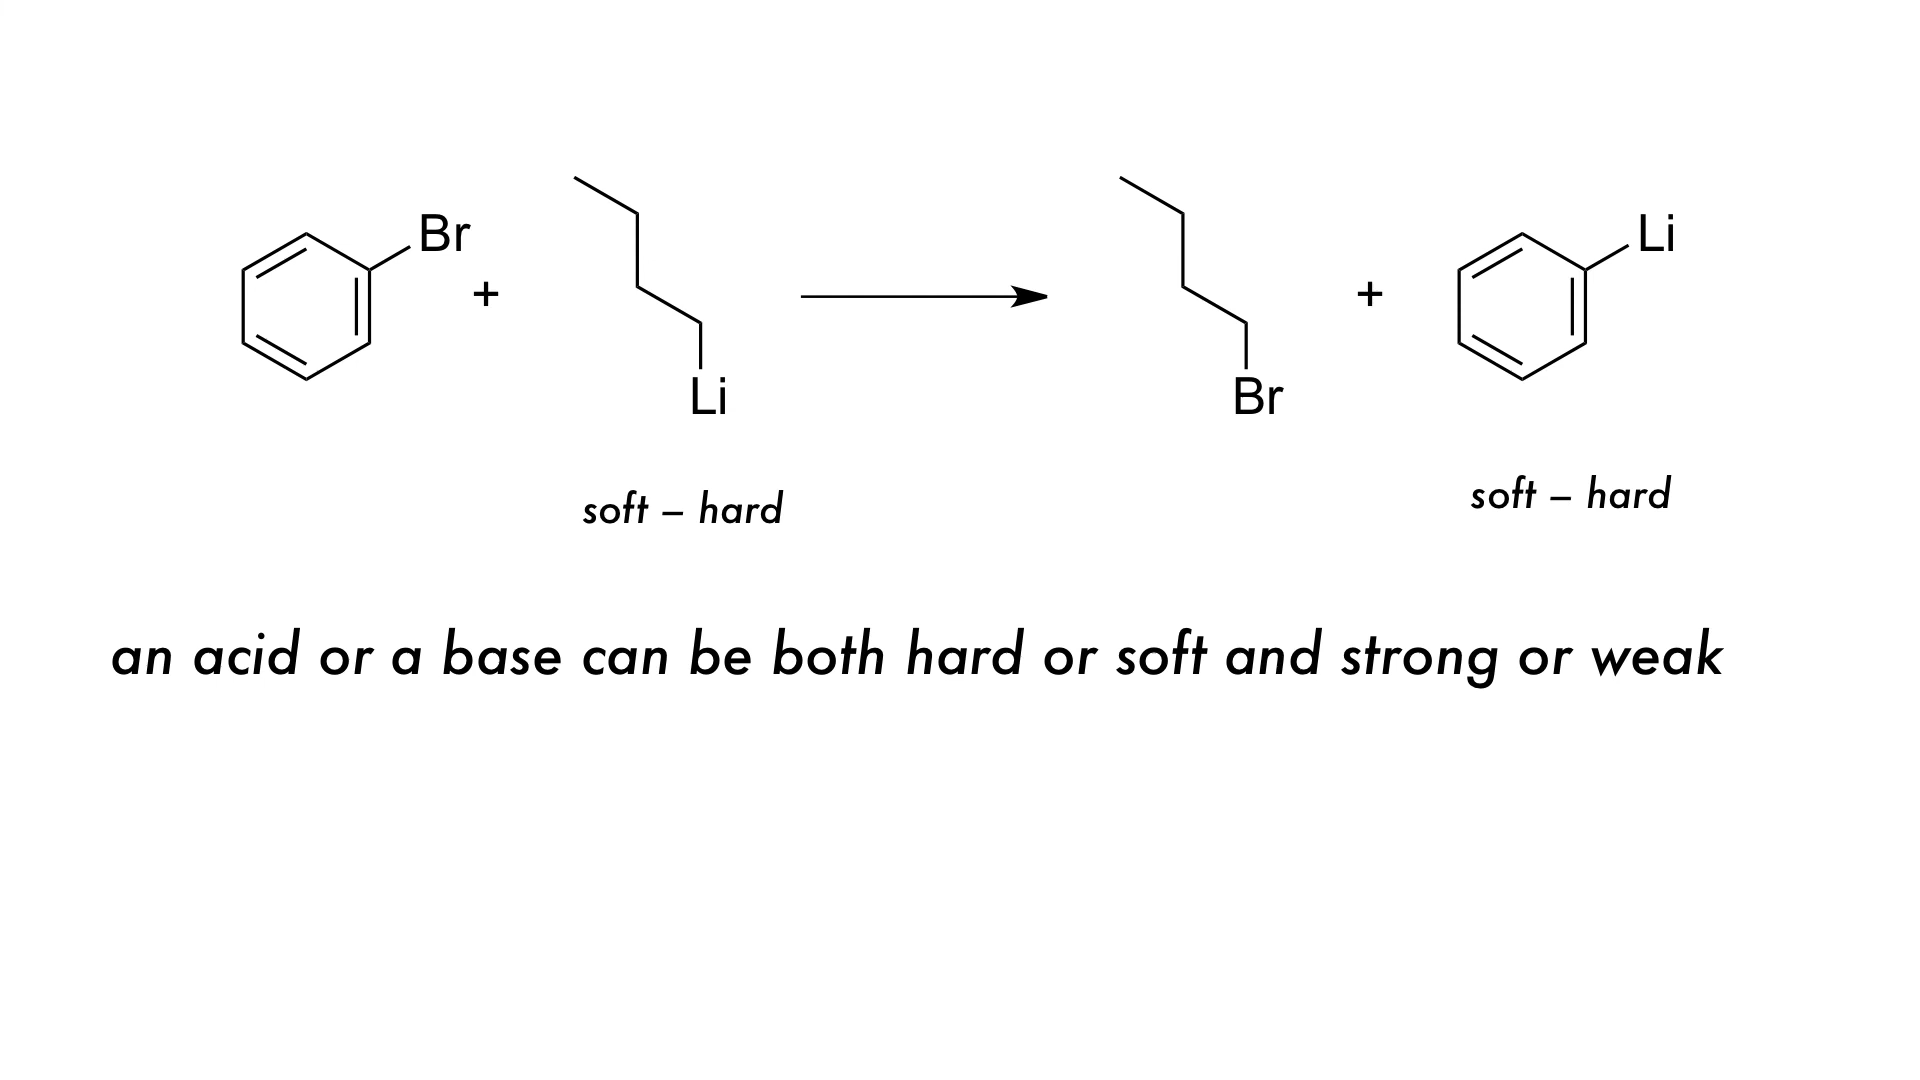 Br + Li + Br Li
soft – hard soft – hard
an acid or a base can be both hard or soft and strong or weak